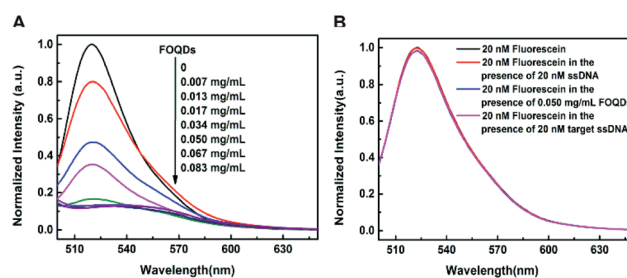 A
FOQDs
0
0.007 mg/mL
0.013 mg/mL
0.017 mg/mL
0.034 mg/mL
0.050 mg/mL
0.067 mg/mL
0.083 mg/mL
Normalized Intensity (a.u.)
1.0
0.8
0.6
0.4
0.2
0.0
510 540 570 600 630
Wavelength(nm)
B
20 nM Fluorescein
20 nM Fluorescein in the
presence of 20 nM ssDNA
20 nM Fluorescein in the
presence of 0.050 mg/mL FOQDs
20 nM Fluorescein in the
presence of 20 nM target ssDNA
Normalized Intensity (a.u.)
1.0
0.8
0.6
0.4
0.2
0.0
510 540 570 600 630
Wavelength(nm)